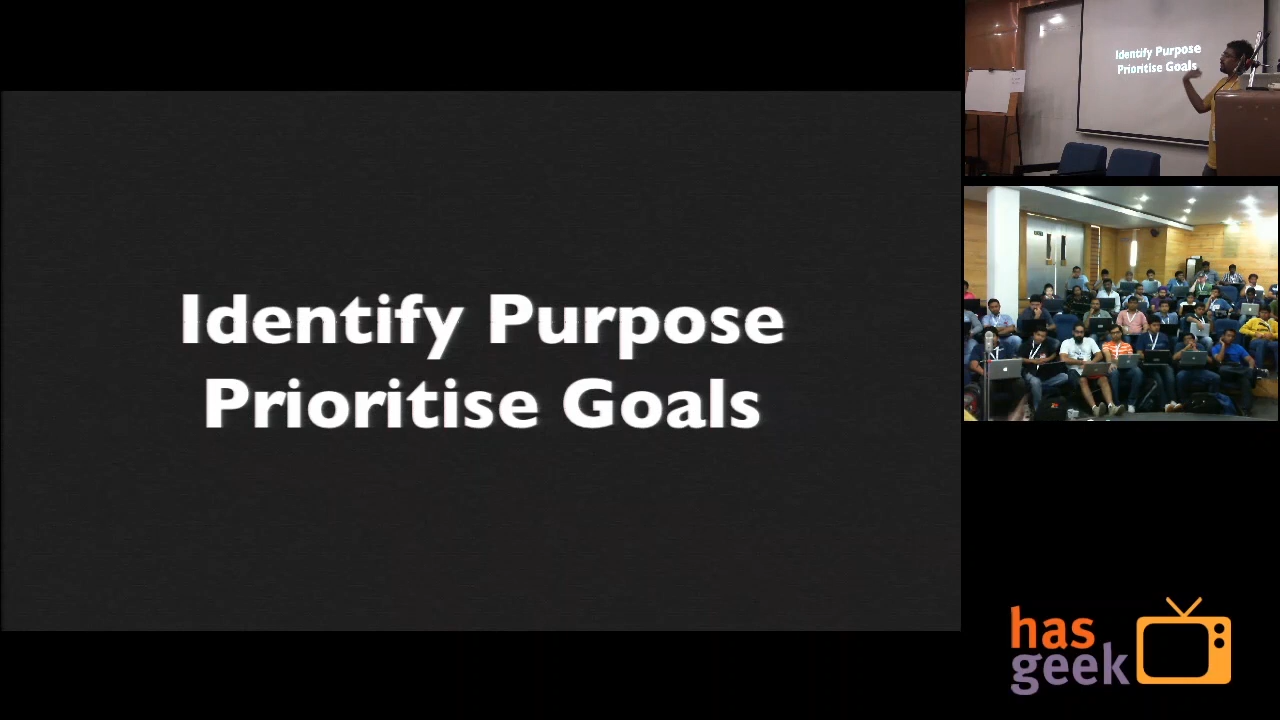 Identify Purpose
Prioritise Goals
Identify Purpose
Prioritise Goals
has
geek